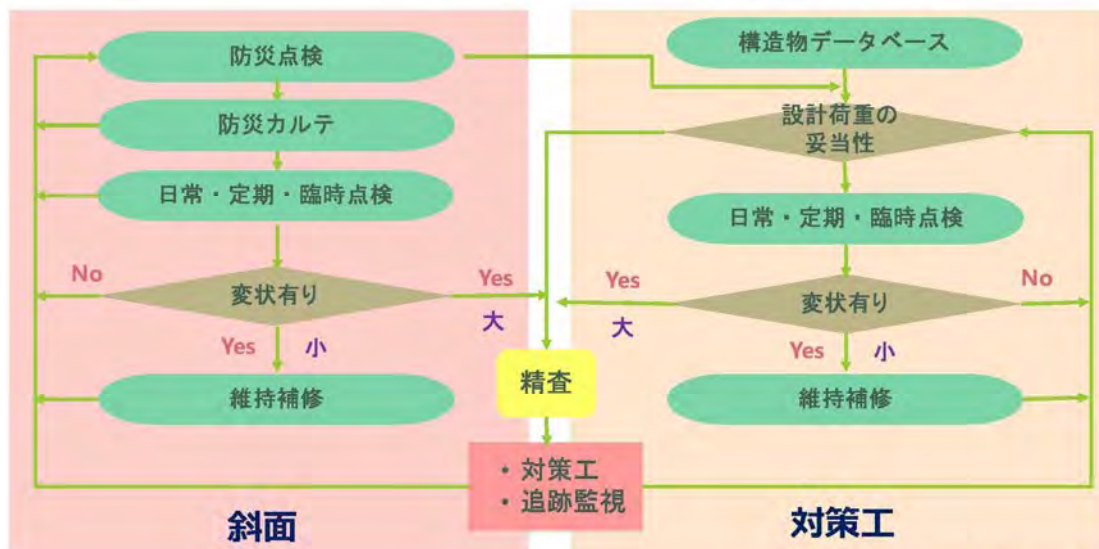 防災点検
防災カルテ
日常・定期・臨時点検
No
変状有り
Yes
大
Yes
小
維持補修
斜面
構造物データベース
設計荷重の
妥当性
日常・定期・臨時点検
Yes
大
変状有り
No
Yes
小
維持補修
対策工
精査
・対策工
・追跡監視